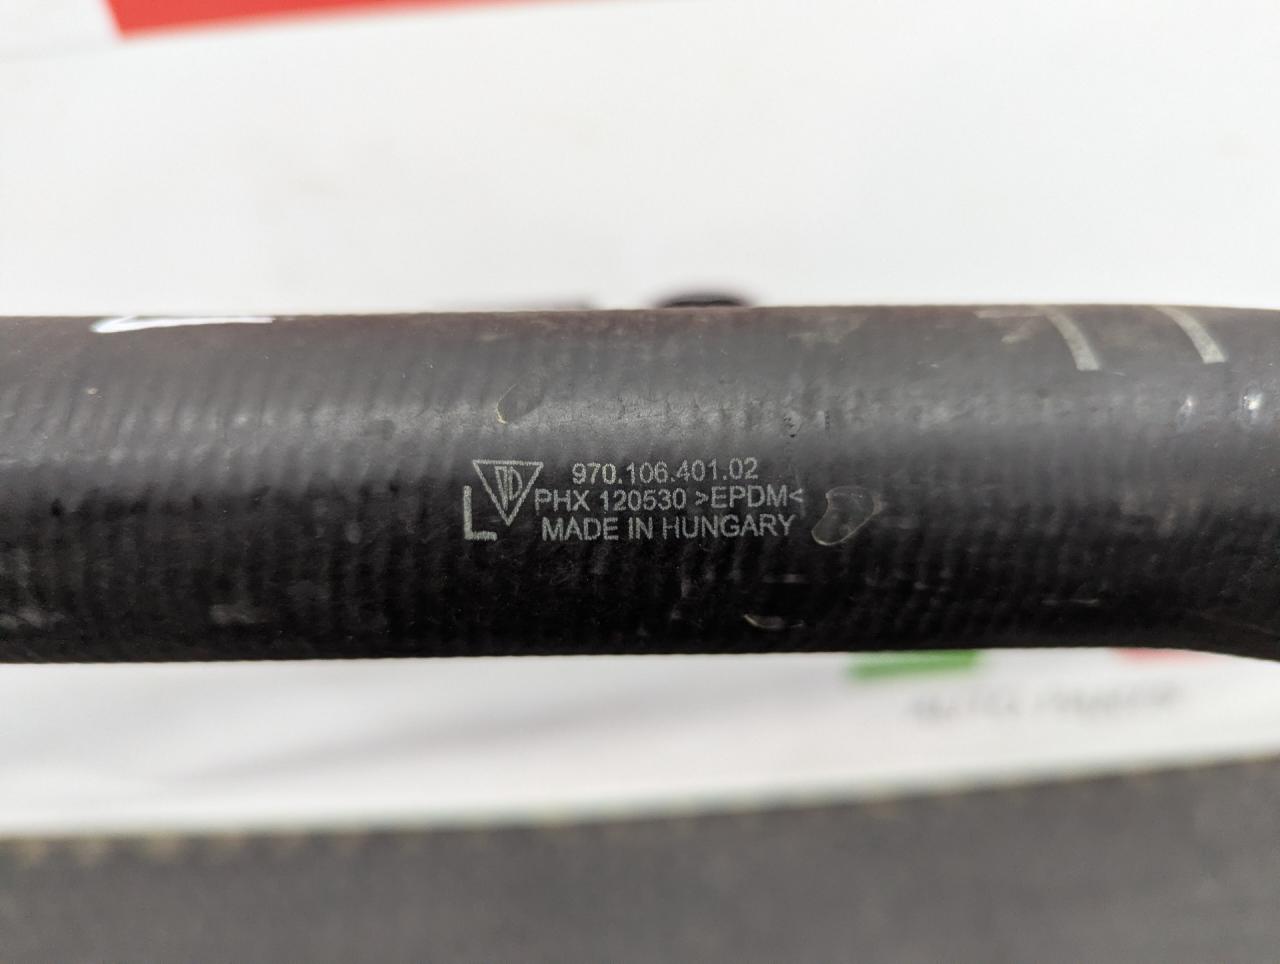 970.106.401.02
PHX 120530 >EPDM<
MADE IN HUNGARY
L